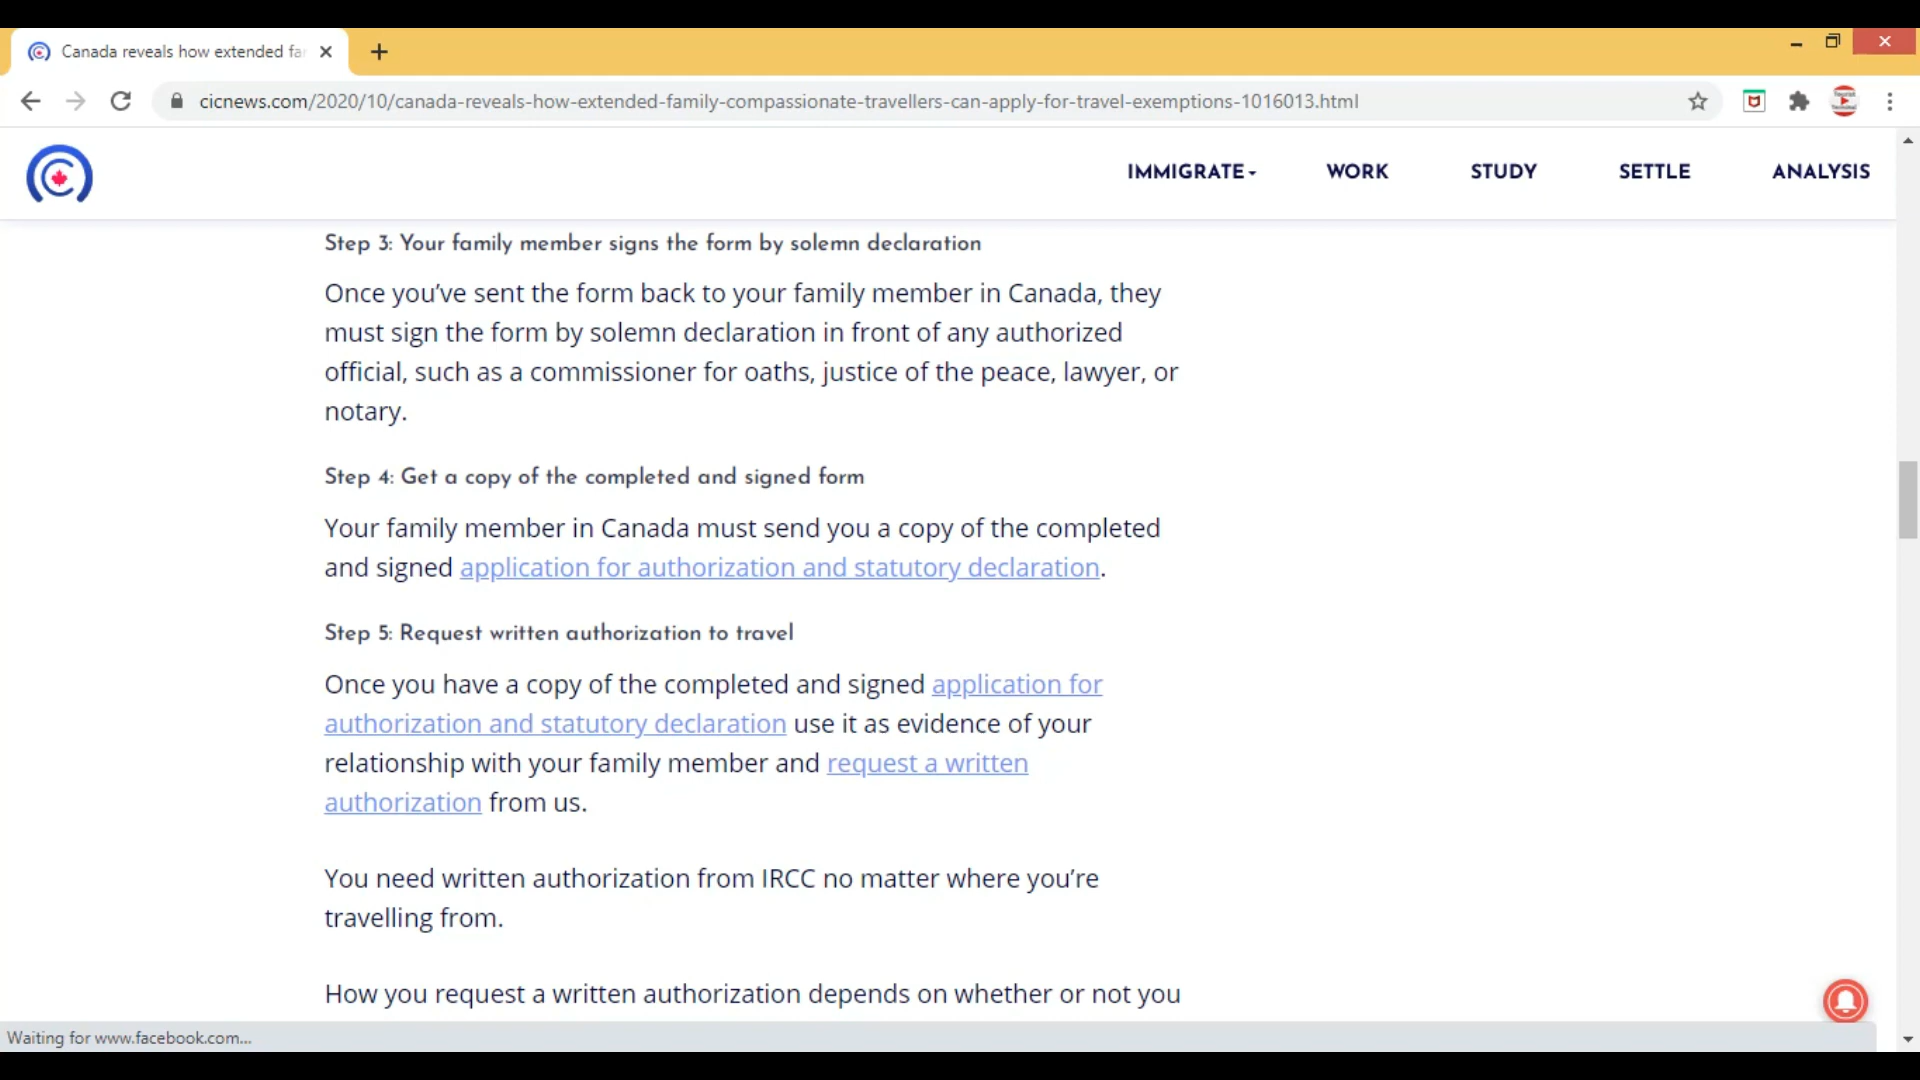 Canada reveals how extended fa
cicnews.com/2020/10/canada-reveals-how-extended-family-compassionate-travellers-can-apply-for-travel-exemptions-1016013.html
IMMIGRATE WORK STUDY SETTLE ANALYSIS
Step 3: Your family member signs the form by solemn declaration
Once you’ve sent the form back to your family member in Canada, they
must sign the form by solemn declaration in front of any authorized
official, such as a commissioner for oaths, justice of the peace, lawyer, or
notary.
Step 4: Get a copy of the completed and signed form
Your family member in Canada must send you a copy of the completed
and signed application for authorization and statutory declaration.
Step 5: Request written authorization to travel
Once you have a copy of the completed and signed application for
authorization and statutory declaration use it as evidence of your
relationship with your family member and request a written
authorization from us.
You need written authorization from IRCC no matter where you’re
travelling from.
How you request a written authorization depends on whether or not you
Waiting for www.facebook.com...